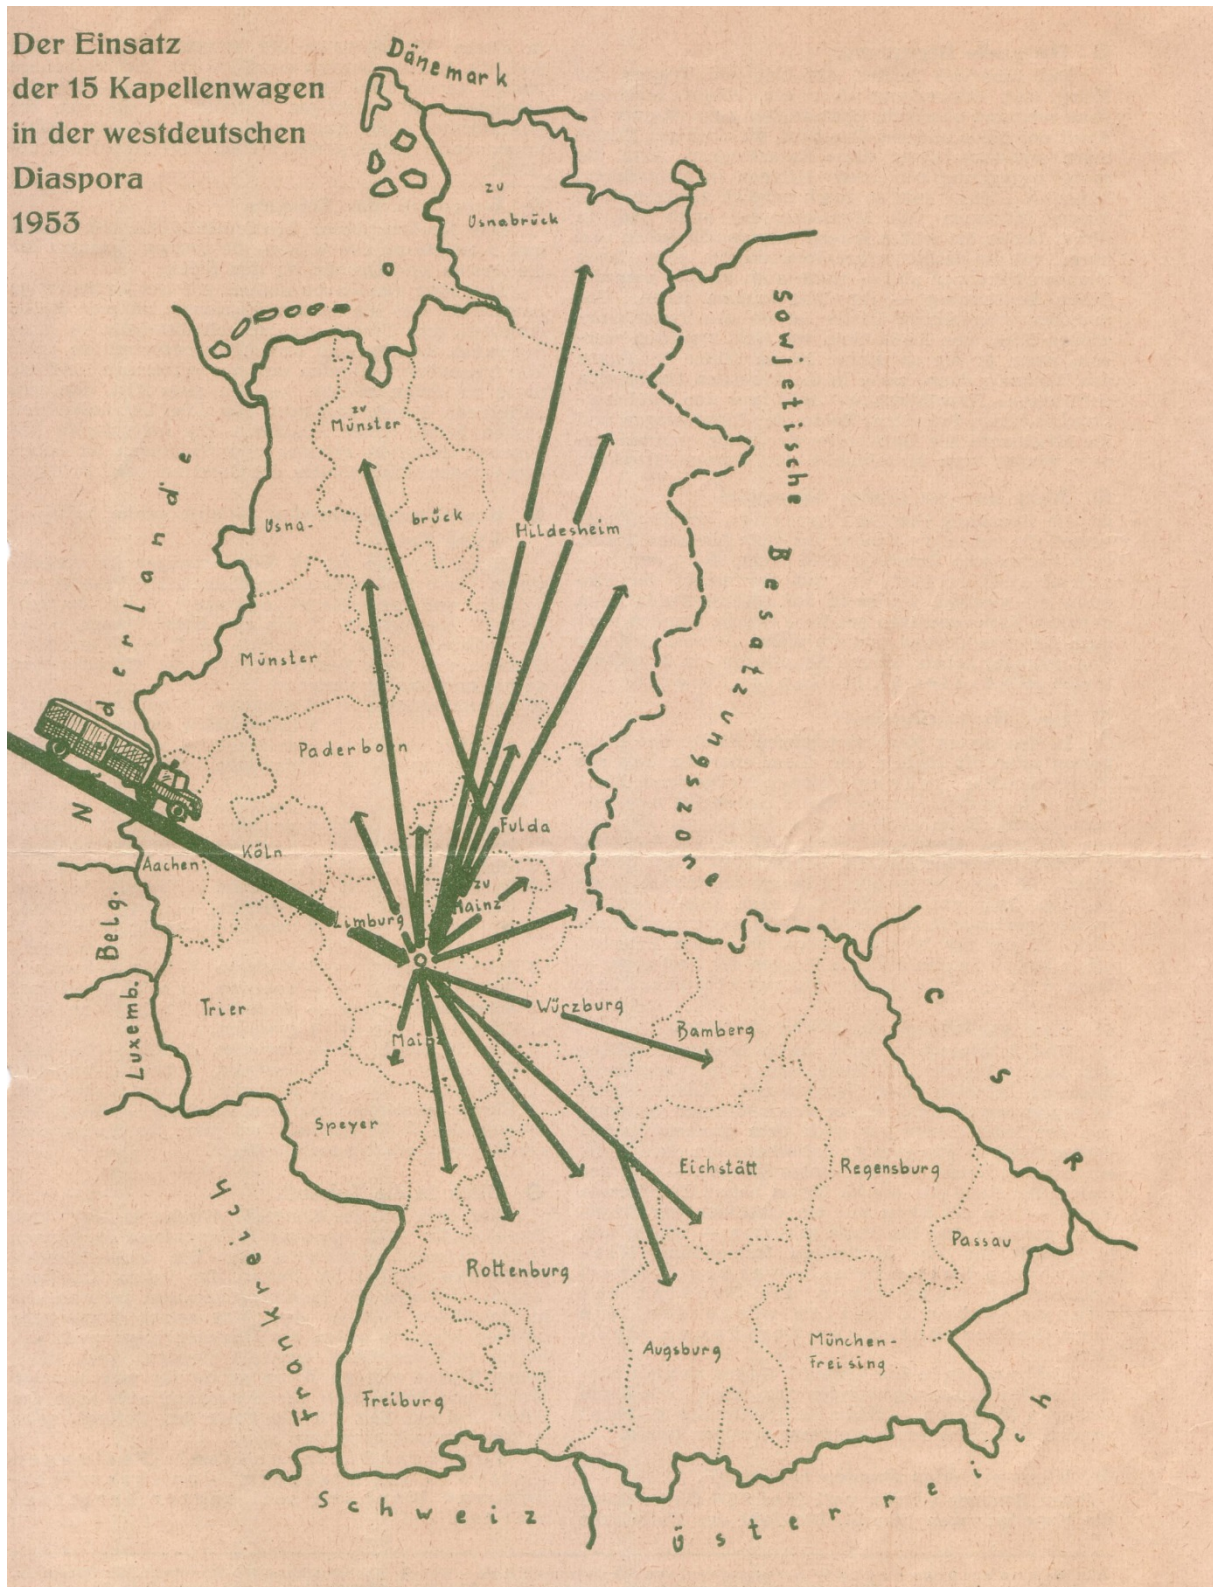 Der Einsatz
der 15 Kapellenwagen
in der westdeutschen
Diaspora
1953
Dänemark
zu
Osnabrück
Sowjetische Besatzungszone
zu
Münster
Niederlande
Osna-
brück
Hildesheim
Münster
Paderborn
Fulda
Köln
Aachen
zu
Mainz
Limburg
Belg.
Luxemb.
Trier
Würzburg
Bamberg
C S R
Mainz
Speyer
Eichstätt
Regensburg
Passau
Frankreich
Rottenburg
Augsburg
München-
Freising
Freiburg
Schweiz
Österreich